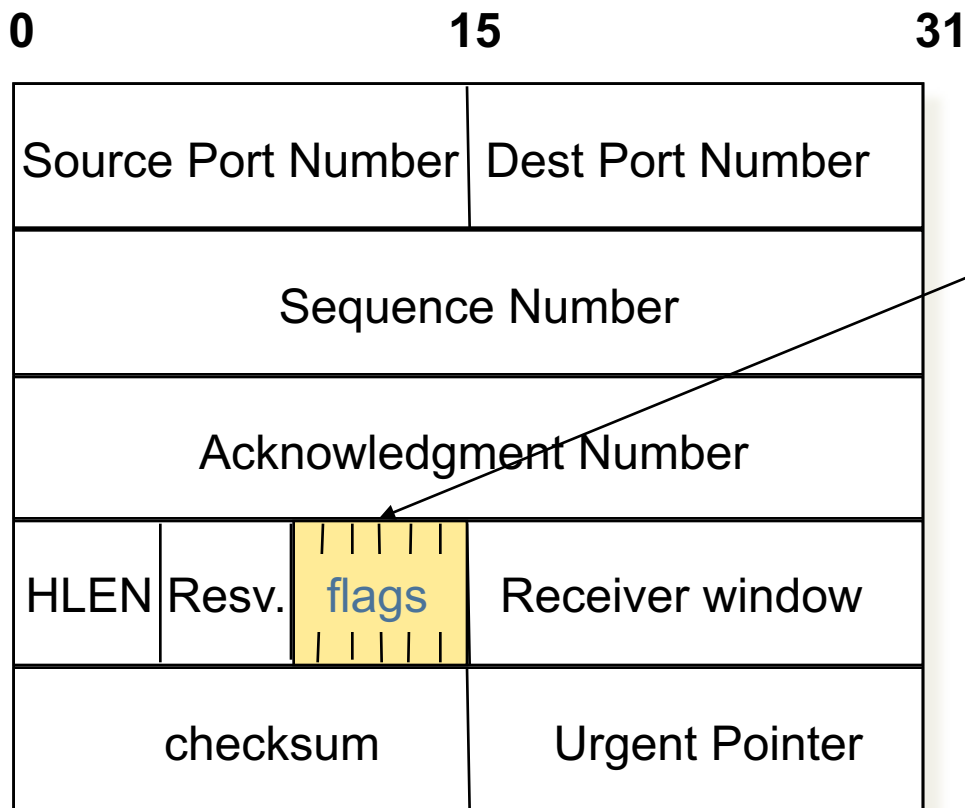 0 15 31
Source Port Number Dest Port Number
Sequence Number
Acknowledgment Number
HLEN Resv. flags Receiver window
checksum Urgent Pointer